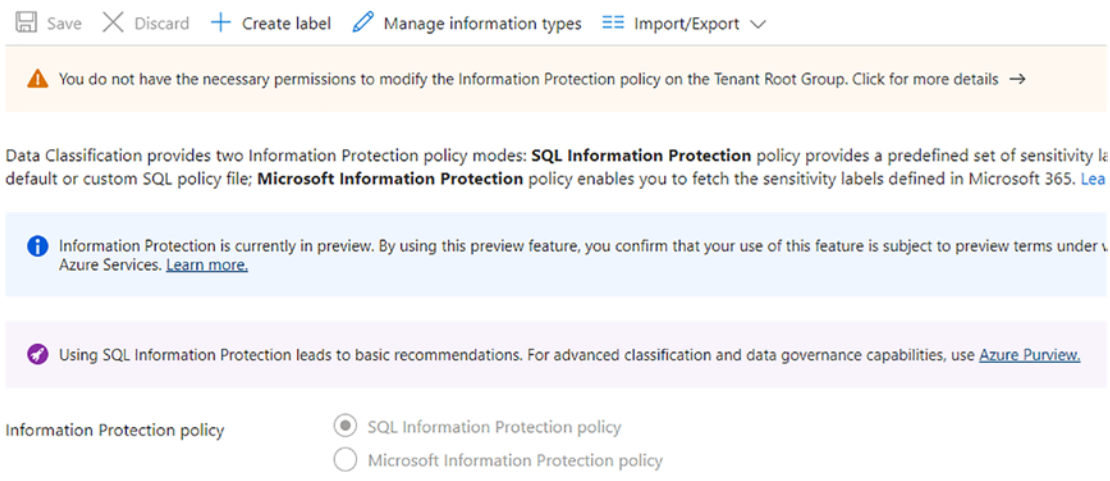 Save Discard Create label Manage information types Import/Export
You do not have the necessary permissions to modify the Information Protection policy on the Tenant Root Group. Click for more details →
Data Classification provides two Information Protection policy modes: SQL Information Protection policy provides a predefined set of sensitivity
default or custom SQL policy file; Microsoft Information Protection policy enables you to fetch the sensitivity labels defined in Microsoft 365.
Information Protection is currently in preview. By using this preview feature, you confirm that your use of this feature is subject to preview terms under
Azure Services. Learn more.
Using SQL Information Protection leads to basic recommendations. For advanced classification and data governance capabilities, use Azure Purview.
Information Protection policy
SQL Information Protection policy
Microsoft Information Protection policy